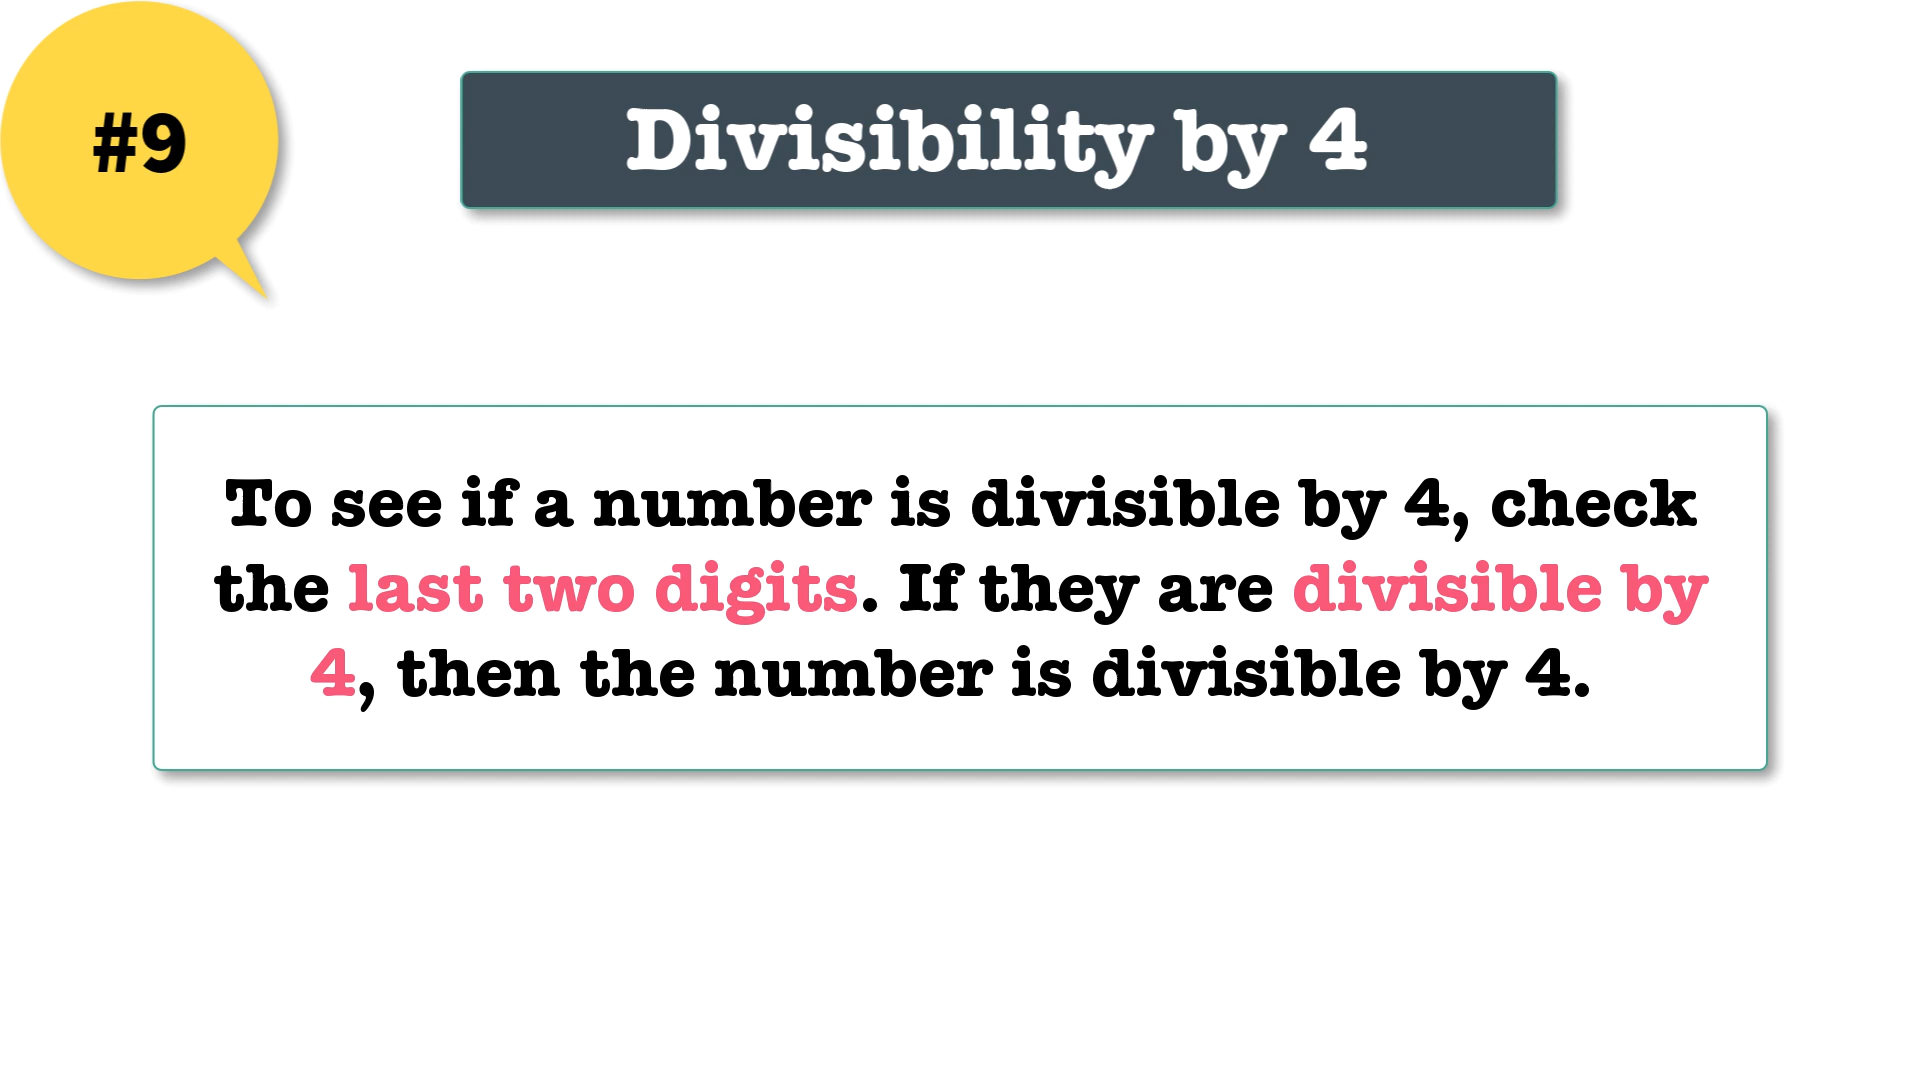 #9
Divisibility by 4
To see if a number is divisible by 4, check
the last two digits. If they are divisible by
4, then the number is divisible by 4.